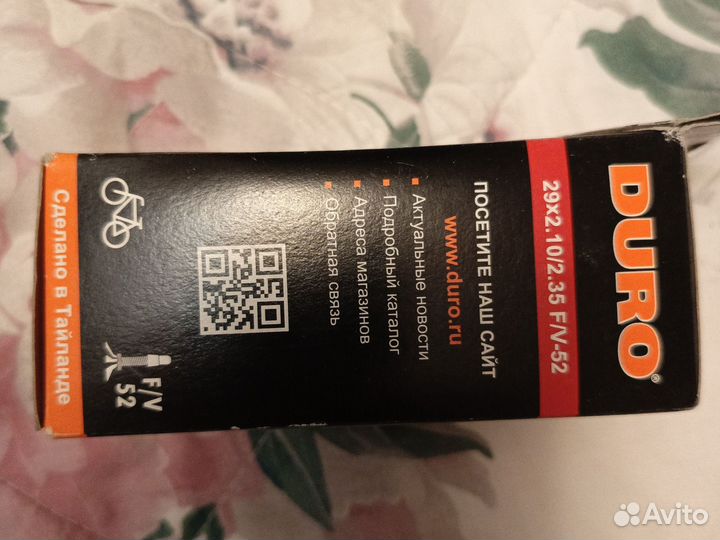 DURO®
29x2.10/2.35 F/V-52
ПОСЕТИТЕ НАШ САЙТ
www.duro.ru
▪ Актуальные новости
▪ Подробный каталог
▪ Адреса магазинов
▪ Обратная связь
F/V
52
Сделано в Тайланде
Avito